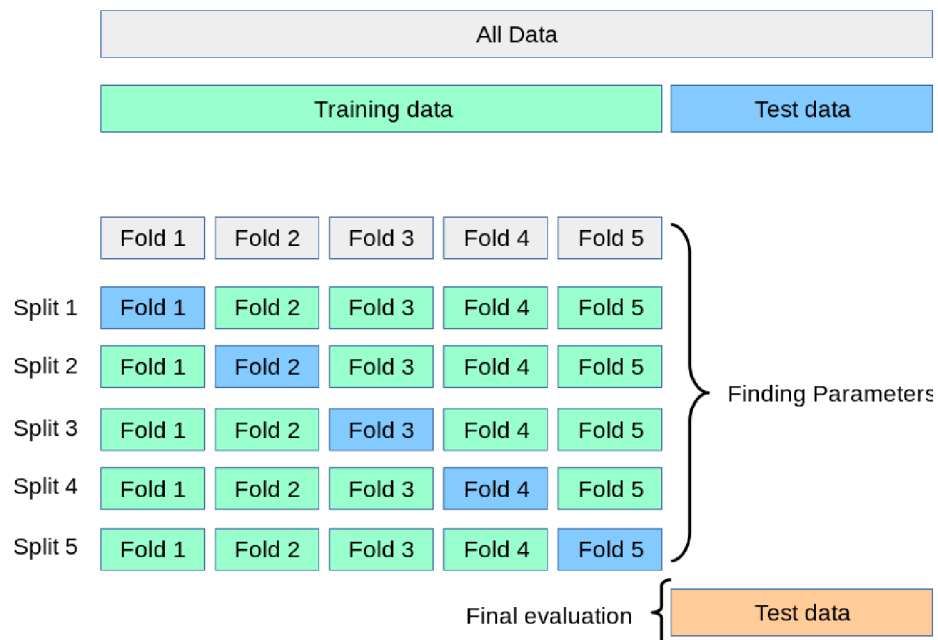 All Data
Training data Test data
Fold 1 Fold 2 Fold 3 Fold 4 Fold 5
Split 1 Fold 1 Fold 2 Fold 3 Fold 4 Fold 5
Split 2 Fold 1 Fold 2 Fold 3 Fold 4 Fold 5
Finding Parameters
Split 3 Fold 1 Fold 2 Fold 3 Fold 4 Fold 5
Split 4 Fold 1 Fold 2 Fold 3 Fold 4 Fold 5
Split 5 Fold 1 Fold 2 Fold 3 Fold 4 Fold 5
Final evaluation Test data